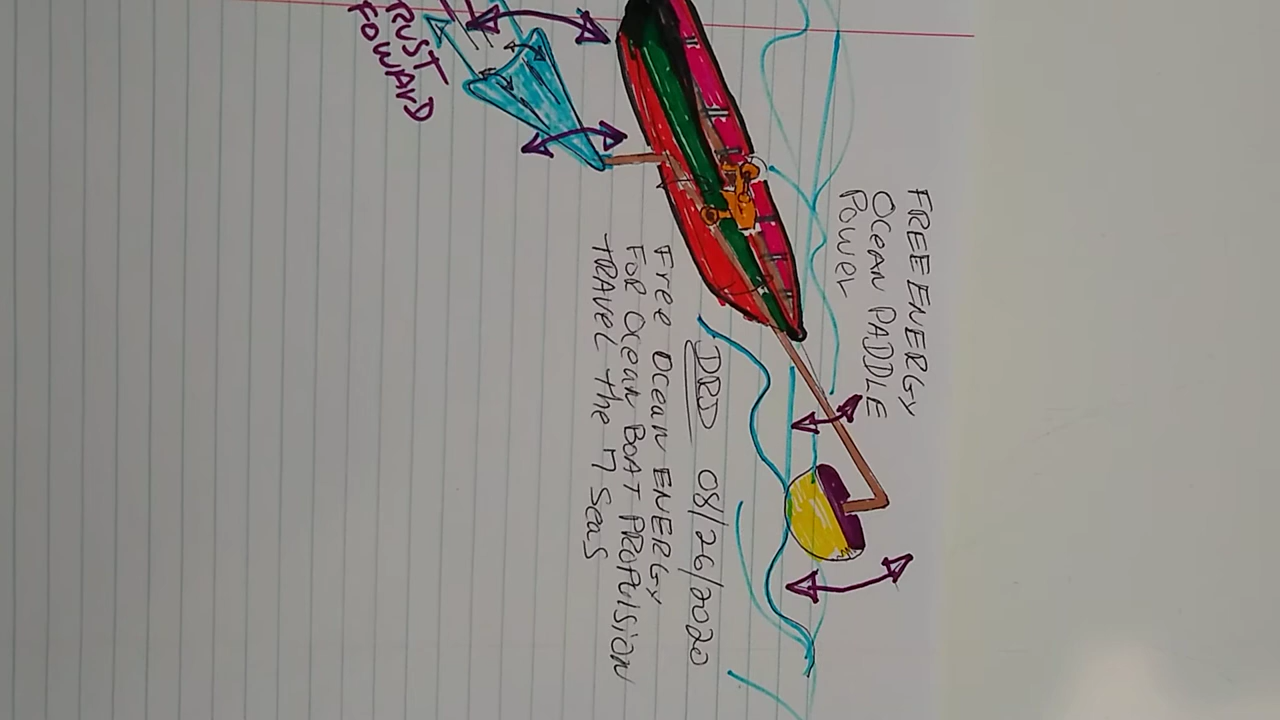 FREE ENERGY
Ocean PADDLE
Power
DRD 08/26/2020
Free Ocean ENERGY
For Ocean BOAT PROPulsion
TRAVEL the 7 Seas
RUST
FOWARD